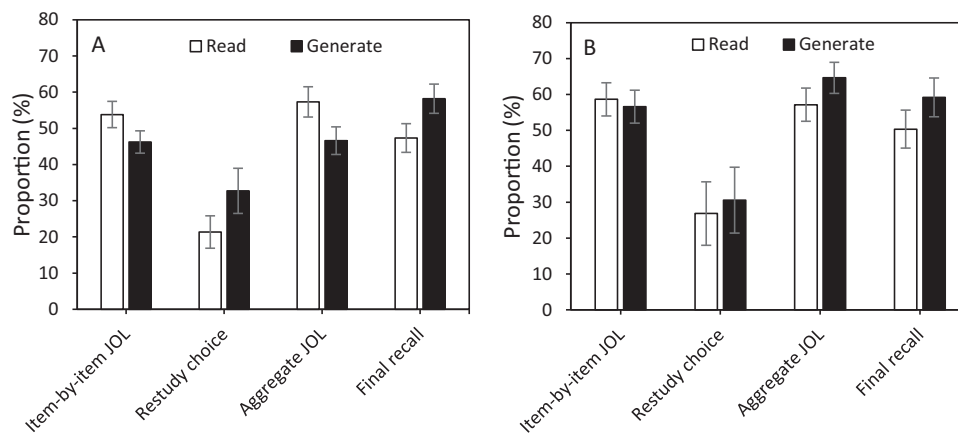 A
Read Generate
Proportion (%)
80
70
60
50
40
30
20
10
0
Item-by-item JOL
Restudy choice
Aggregate JOL
Final recall
B
Read Generate
Proportion (%)
80
70
60
50
40
30
20
10
0
Item-by-item JOL
Restudy choice
Aggregate JOL
Final recall